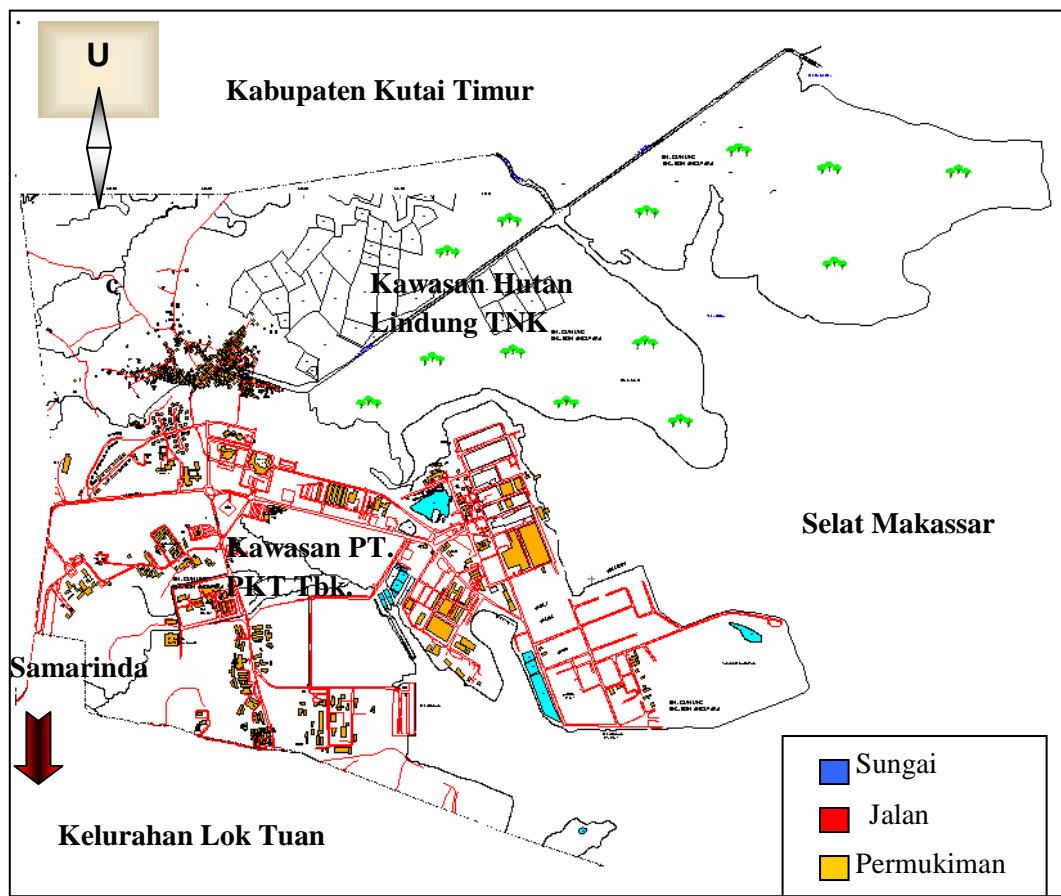 U
Kabupaten Kutai Timur
c
Kawasan Hutan
Lindung TNK
Selat Makassar
Kawasan PT.
PKT Tbk.
Samarinda
Kelurahan Lok Tuan
Sungai
Jalan
Permukiman